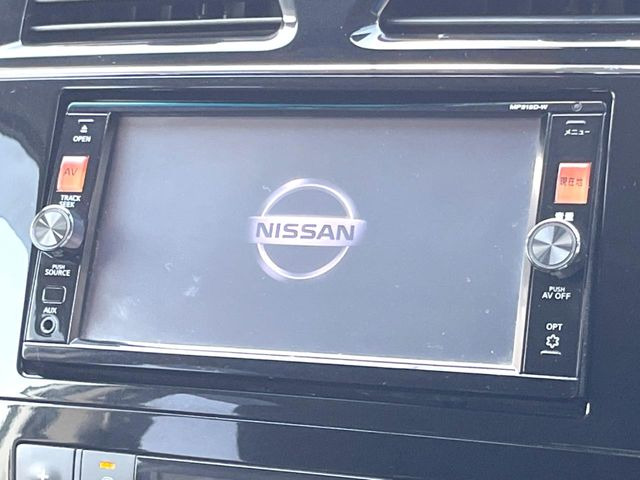 MP315D-W
OPEN
AV
TRACK
SEEK
PUSH
SOURCE
AUX
NISSAN
メニュー
現在地
音量
PUSH
AV OFF
OPT